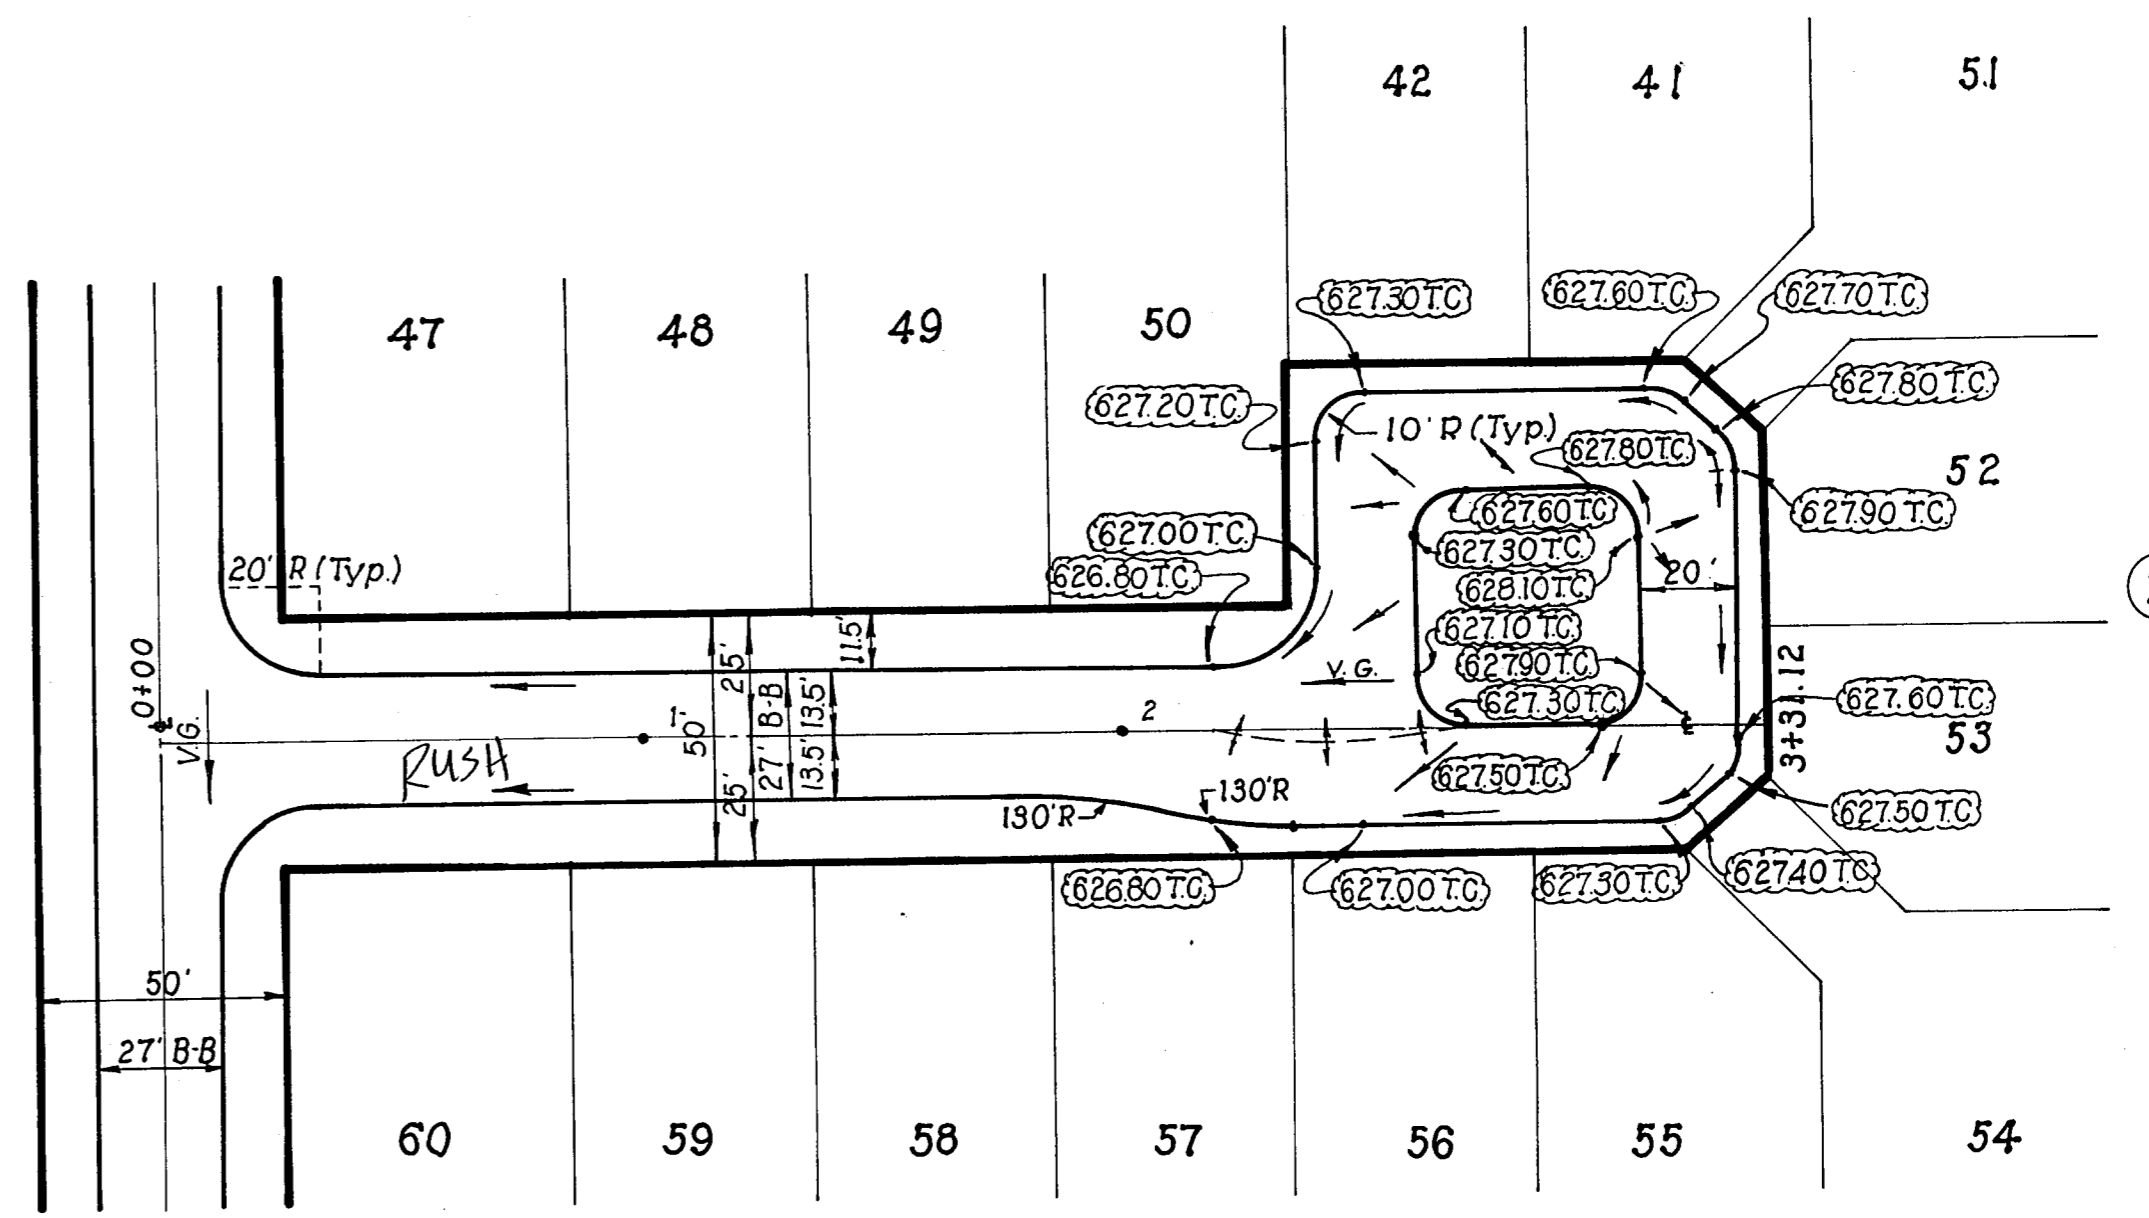 42
41
51
627.30 T.C.
627.60 T.C.
627.70 T.C.
47
48
49
50
627.80 T.C.
627.20 T.C.
10' R (Typ.)
627.80 T.C.
52
627.60 T.C.
627.90 T.C.
627.00 T.C.
627.30 T.C.
626.80 T.C.
628.10 T.C.
20'
20' R (Typ.)
627.10 T.C.
627.90 T.C.
V.G.
627.30 T.C.
627.60 T.C.
0+00
V.G.
1
50'
25'
25'
27' B-B
13.5'
13.5'
11.5'
2
3+31.12
53
RUSH
627.50 T.C.
130'R
130'R
627.50 T.C.
626.80 T.C.
627.00 T.C.
627.30 T.C.
627.40 T.C.
50'
27' B-B
60
59
58
57
56
55
54